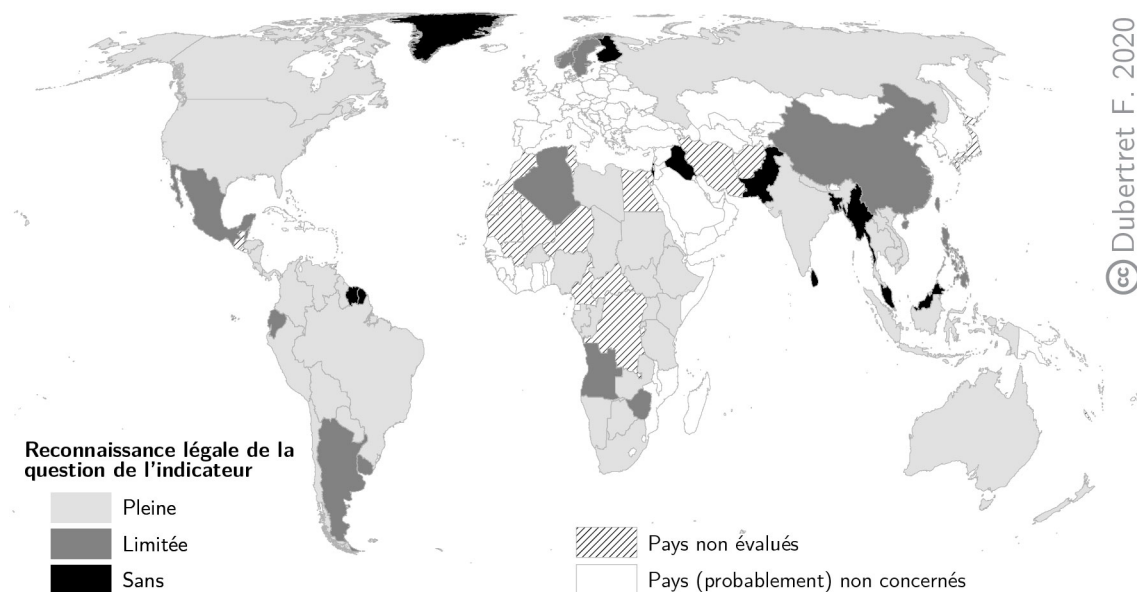 Reconnaissance légale de la
question de l'indicateur
Pleine
Limitée
Sans
Pays non évalués
Pays (probablement) non concernés
cc Dubertret F. 2020